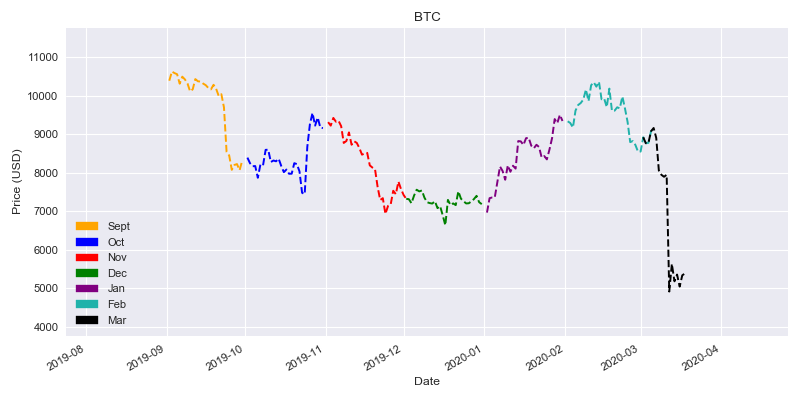 BTC
11000
10000
9000
8000
7000
6000
5000
4000
Price (USD)
Sept
Oct
Nov
Dec
Jan
Feb
Mar
2019-08
2019-09
2019-10
2019-11
2019-12
2020-01
2020-02
2020-03
2020-04
Date